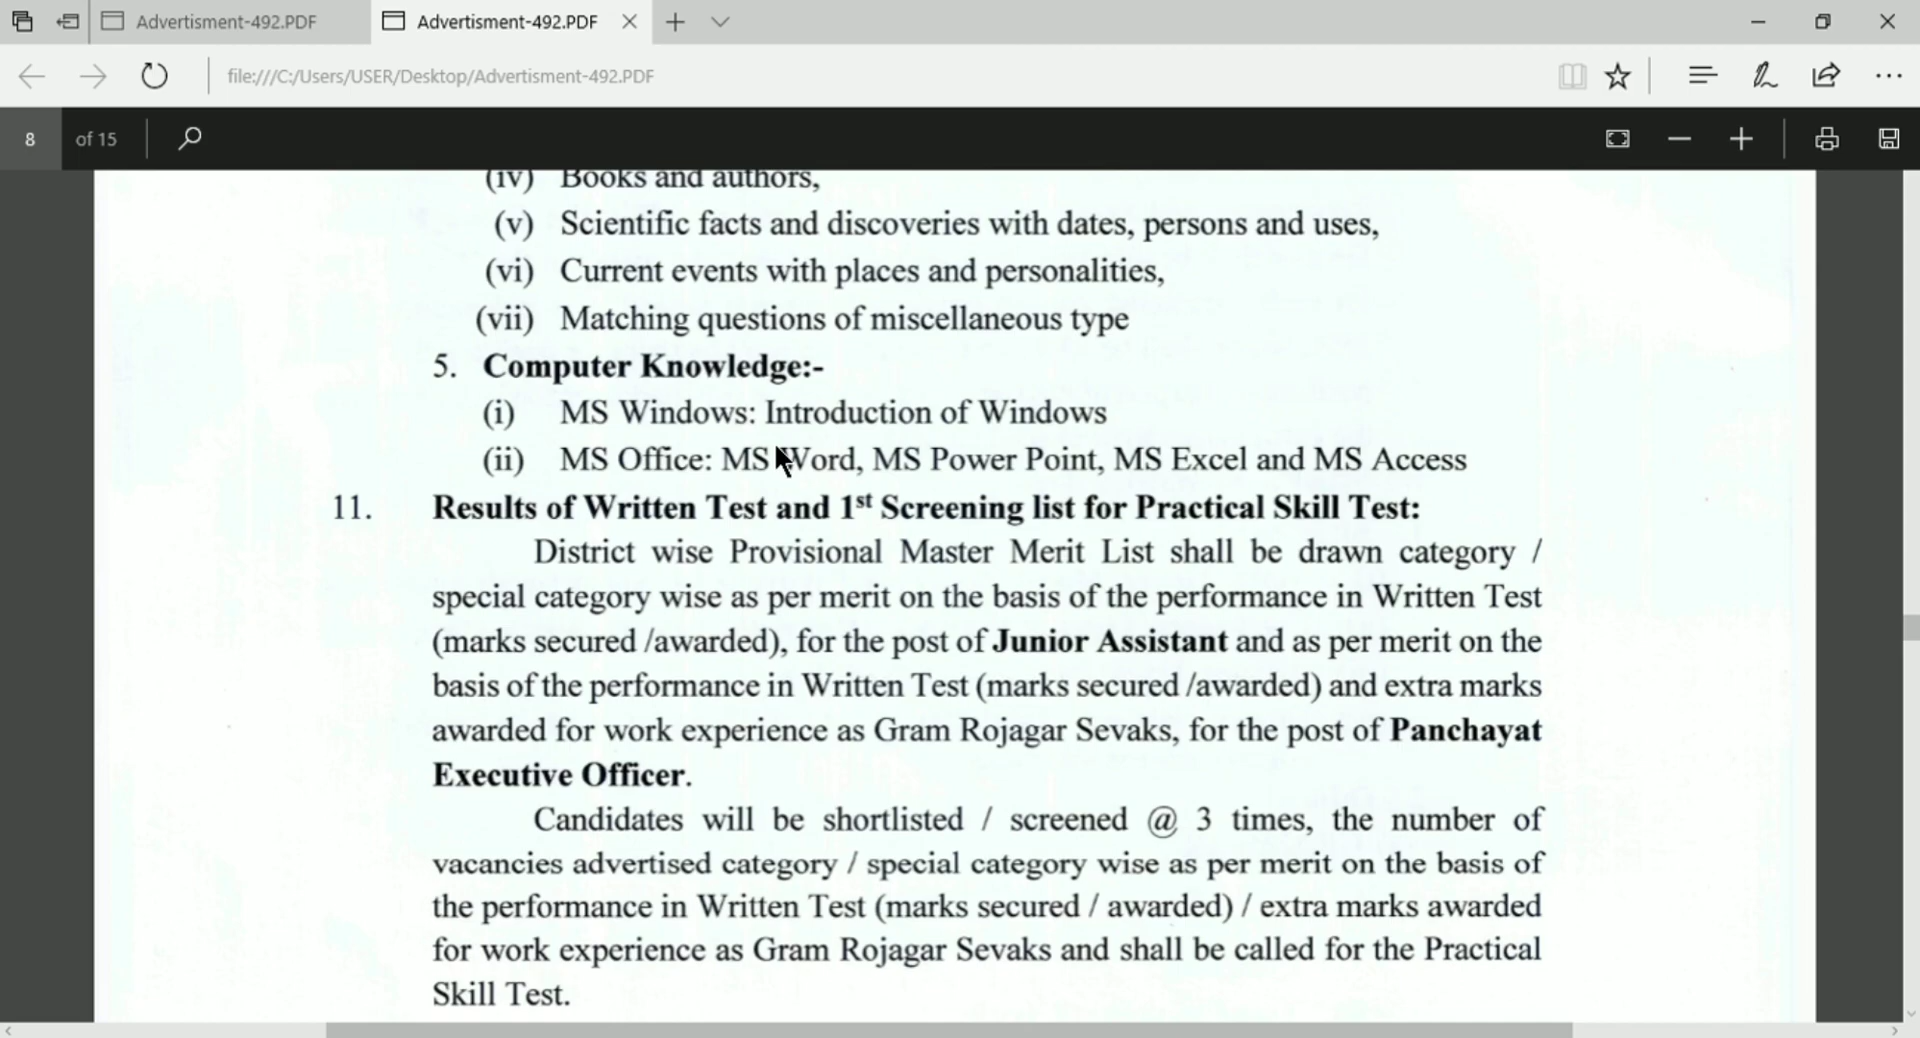 Advertisment-492.PDF
Advertisment-492.PDF
file:///C:/Users/USER/Desktop/Advertisment-492.PDF
8 of 15
(iv) Books and authors,
(v) Scientific facts and discoveries with dates, persons and uses,
(vi) Current events with places and personalities,
(vii) Matching questions of miscellaneous type
5. Computer Knowledge:-
(i) MS Windows: Introduction of Windows
(ii) MS Office: MS Word, MS Power Point, MS Excel and MS Access
11. Results of Written Test and 1st Screening list for Practical Skill Test:
District wise Provisional Master Merit List shall be drawn category /
special category wise as per merit on the basis of the performance in Written Test
(marks secured /awarded), for the post of Junior Assistant and as per merit on the
basis of the performance in Written Test (marks secured /awarded) and extra marks
awarded for work experience as Gram Rojagar Sevaks, for the post of Panchayat
Executive Officer.
Candidates will be shortlisted / screened @ 3 times, the number of
vacancies advertised category / special category wise as per merit on the basis of
the performance in Written Test (marks secured / awarded) / extra marks awarded
for work experience as Gram Rojagar Sevaks and shall be called for the Practical
Skill Test.